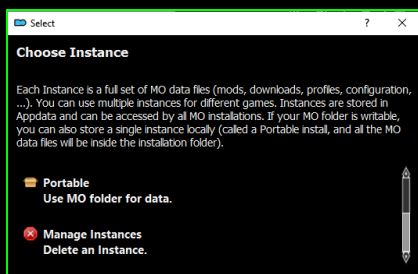 Select
Choose Instance
Each Instance is a full set of MO data files (mods, downloads, profiles, configuration,
...). You can use multiple instances for different games. Instances are stored in
Appdata and can be accessed by all MO installations. If your MO folder is writable,
you can also store a single instance locally (called a Portable install, and all the MO
data files will be inside the installation folder).
Portable
Use MO folder for data.
Manage Instances
Delete an Instance.